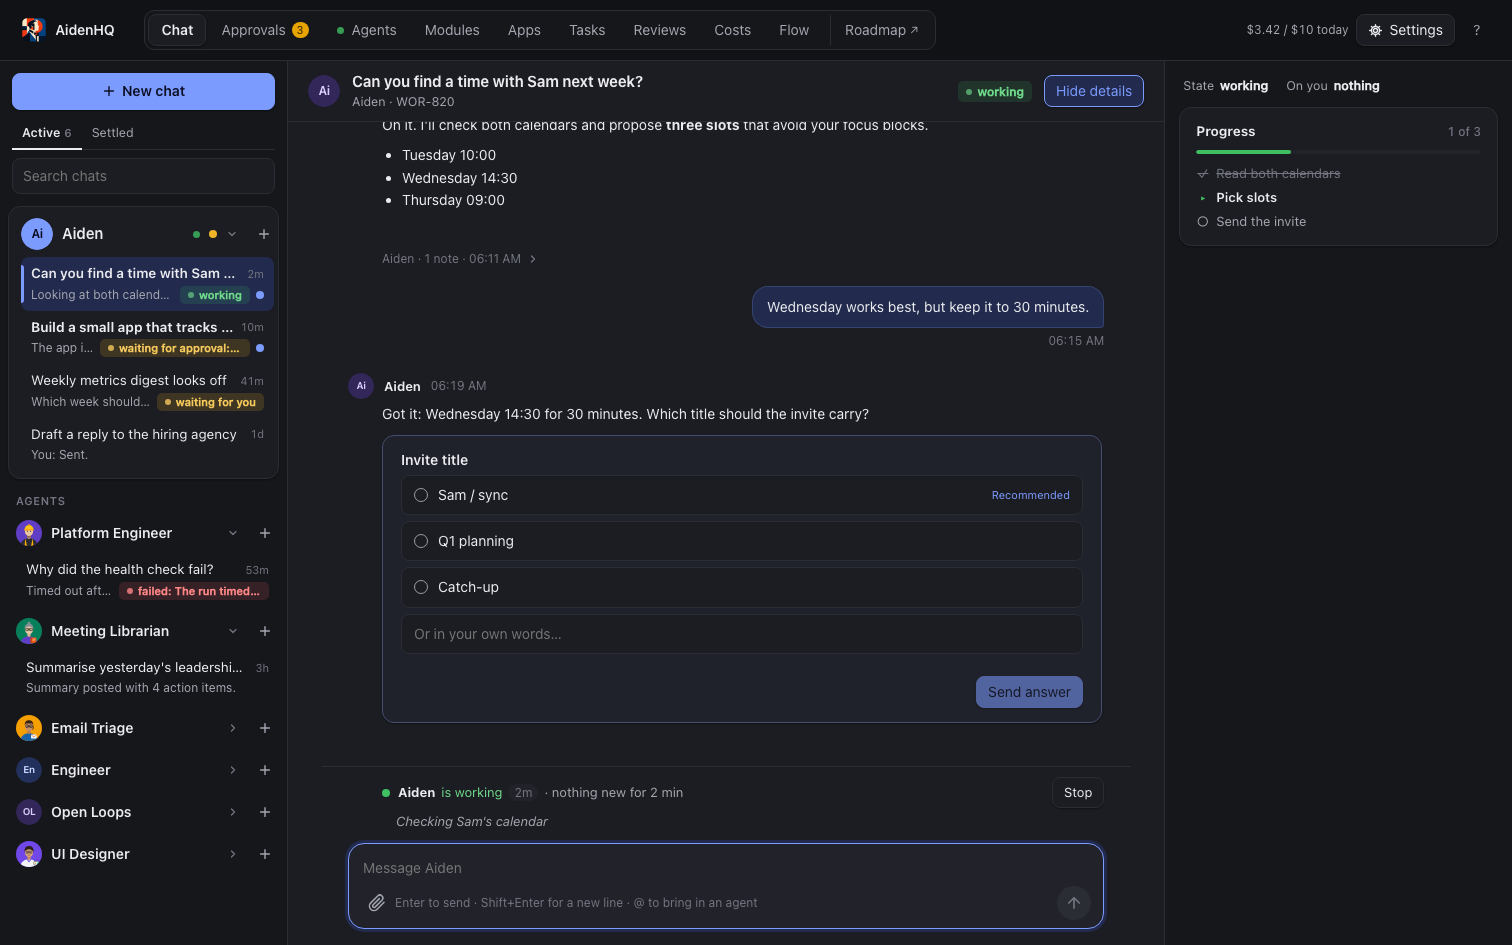 AidenHQ
Chat
Approvals 3
Agents
Modules
Apps
Tasks
Reviews
Costs
Flow
Roadmap ↗
$3.42 / $10 today
Settings
?
+ New chat
Active 6
Settled
Search chats
Ai Aiden
Can you find a time with Sam ... 2m
Looking at both calend... working
Build a small app that tracks ... 10m
The app i... waiting for approval:...
Weekly metrics digest looks off 41m
Which week should... waiting for you
Draft a reply to the hiring agency 1d
You: Sent.
AGENTS
Platform Engineer
Why did the health check fail? 53m
Timed out aft... failed: The run timed...
Meeting Librarian
Summarise yesterday's leadershi... 3h
Summary posted with 4 action items.
Email Triage
En Engineer
OL Open Loops
UI Designer
Ai
Can you find a time with Sam next week?
Aiden · WOR-820
working
Hide details
On it. I'll check both calendars and propose three slots that avoid your focus blocks.
• Tuesday 10:00
• Wednesday 14:30
• Thursday 09:00
Aiden · 1 note · 06:11 AM
Wednesday works best, but keep it to 30 minutes.
06:15 AM
Ai Aiden 06:19 AM
Got it: Wednesday 14:30 for 30 minutes. Which title should the invite carry?
Invite title
Sam / sync Recommended
Q1 planning
Catch-up
Or in your own words...
Send answer
Aiden is working 2m · nothing new for 2 min
Stop
Checking Sam's calendar
Message Aiden
Enter to send · Shift+Enter for a new line · @ to bring in an agent
State working On you nothing
Progress 1 of 3
Read both calendars
Pick slots
Send the invite